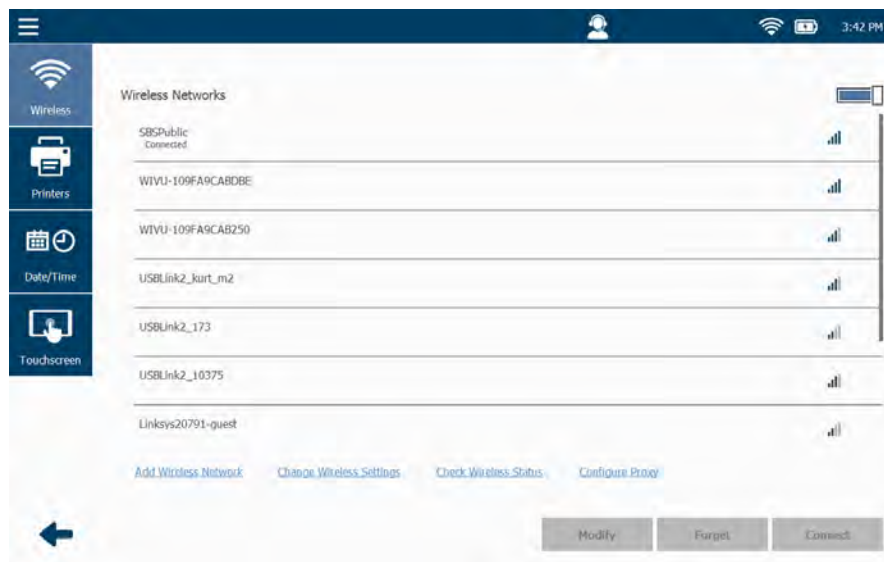 3:42 PM
Wireless
Printers
Date/Time
Touchscreen
Wireless Networks
SBSPublic
Connected
WIVU-109FA9CABDBE
WIVU-109FA9CAB250
USBLink2_kurt_m2
USBLink2_173
USBLink2_10375
Linksys20791-guest
Add Wireless Network Change Wireless Settings Check Wireless Status Configure Proxy
Modify Forget Connect